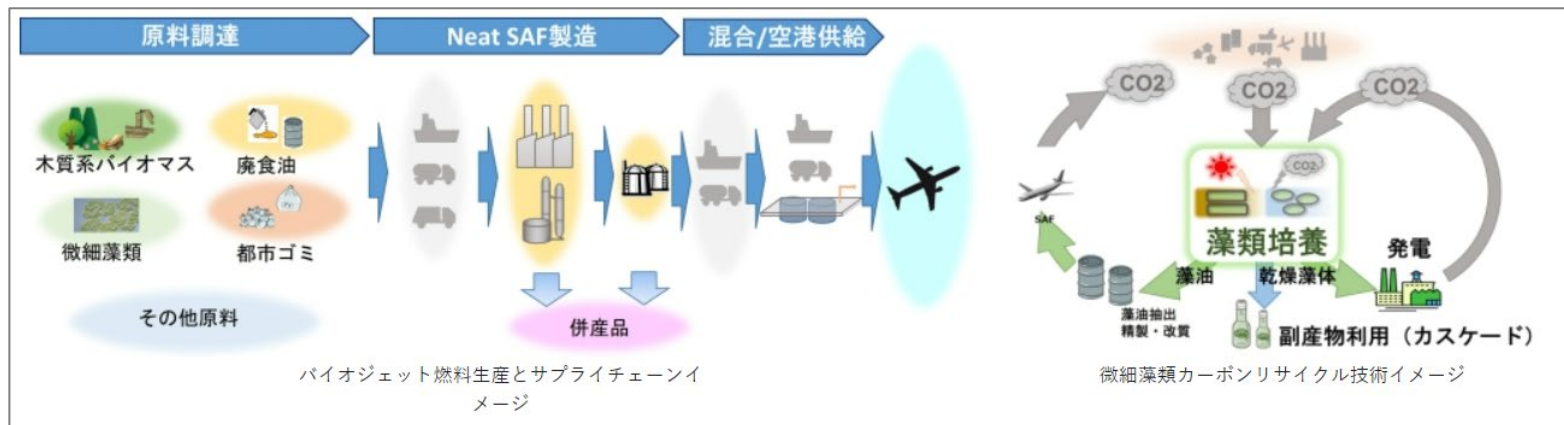 原料調達
Neat SAF製造
混合/空港供給
木質系バイオマス
廃食油
微細藻類
都市ゴミ
その他原料
併産品
バイオジェット燃料生産とサプライチェーンイ
メージ
CO2
CO2
CO2
CO2
SAF
藻類培養
藻油
乾燥藻体
発電
藻油抽出
精製・改質
副産物利用（カスケード）
微細藻類カーボンリサイクル技術イメージ